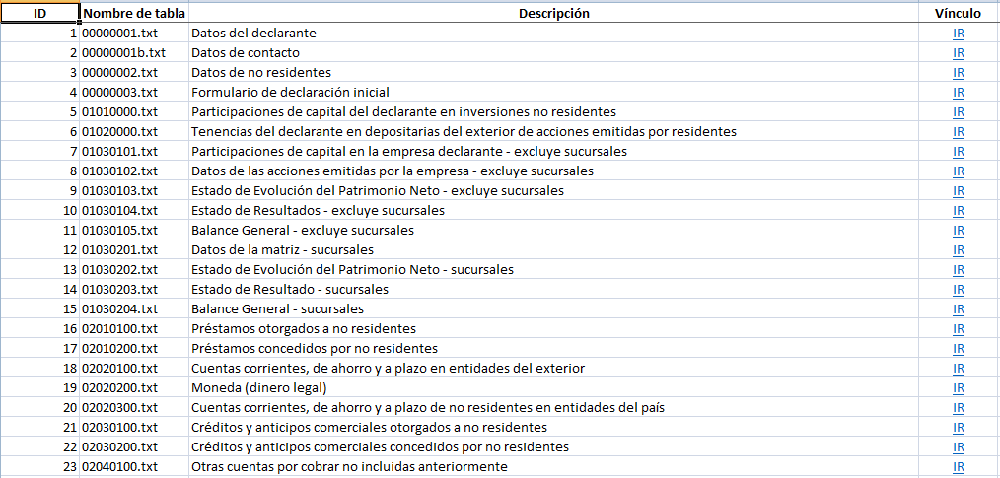 ID Nombre de tabla Descripción Vínculo
1 00000001.txt Datos del declarante IR
2 00000001b.txt Datos de contacto IR
3 00000002.txt Datos de no residentes IR
4 00000003.txt Formulario de declaración inicial IR
5 01010000.txt Participaciones de capital del declarante en inversiones no residentes IR
6 01020000.txt Tenencias del declarante en depositarias del exterior de acciones emitidas por residentes IR
7 01030101.txt Participaciones de capital en la empresa declarante - excluye sucursales IR
8 01030102.txt Datos de las acciones emitidas por la empresa - excluye sucursales IR
9 01030103.txt Estado de Evolución del Patrimonio Neto - excluye sucursales IR
10 01030104.txt Estado de Resultados - excluye sucursales IR
11 01030105.txt Balance General - excluye sucursales IR
12 01030201.txt Datos de la matriz - sucursales IR
13 01030202.txt Estado de Evolución del Patrimonio Neto - sucursales IR
14 01030203.txt Estado de Resultado - sucursales IR
15 01030204.txt Balance General - sucursales IR
16 02010100.txt Préstamos otorgados a no residentes IR
17 02010200.txt Préstamos concedidos por no residentes IR
18 02020100.txt Cuentas corrientes, de ahorro y a plazo en entidades del exterior IR
19 02020200.txt Moneda (dinero legal) IR
20 02020300.txt Cuentas corrientes, de ahorro y a plazo de no residentes en entidades del país IR
21 02030100.txt Créditos y anticipos comerciales otorgados a no residentes IR
22 02030200.txt Créditos y anticipos comerciales concedidos por no residentes IR
23 02040100.txt Otras cuentas por cobrar no incluidas anteriormente IR